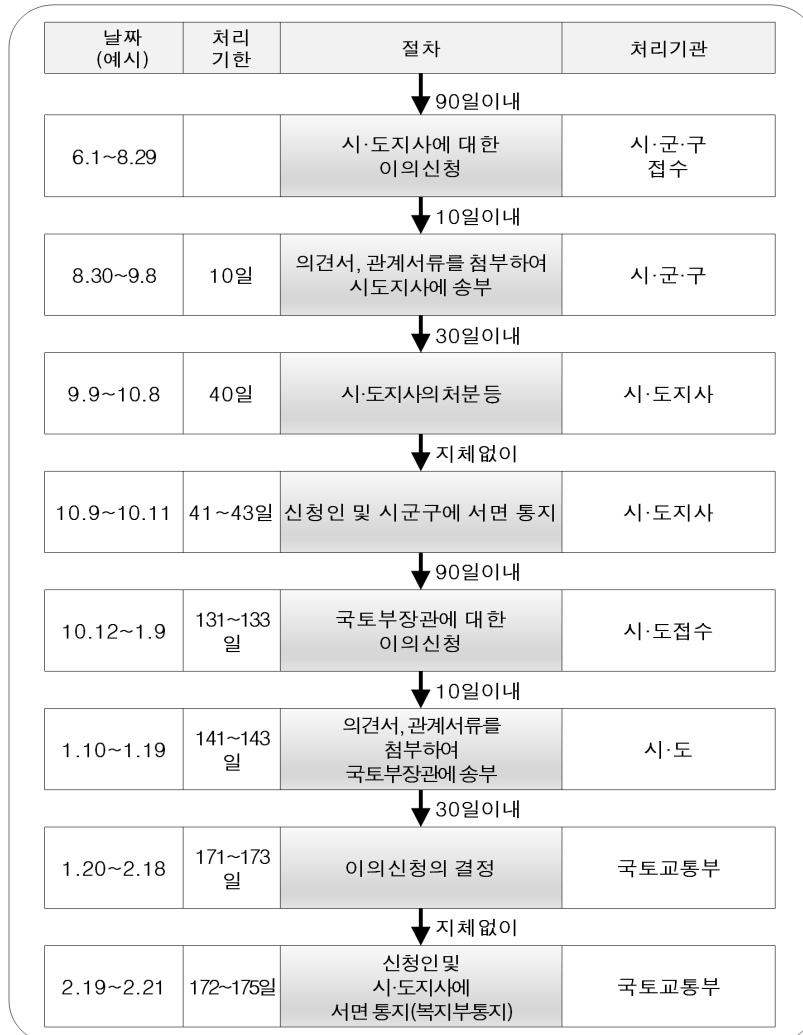 날짜
(예시)
처리
기한
절차
처리기관
90일이내
6.1~8.29
시·도지사에 대한
이의신청
시·군·구
접수
10일이내
8.30~9.8
10일
의견서, 관계서류를 첨부하여
시도지사에 송부
시·군·구
30일이내
9.9~10.8
40일
시·도지사의처분등
시·도지사
지체없이
10.9~10.11
41~43일
신청인 및 시군구에 서면 통지
시·도지사
90일이내
10.12~1.9
131~133
일
국토부장관에 대한
이의신청
시·도접수
10일이내
1.10~1.19
141~143
일
의견서, 관계서류를
첨부하여
국토부장관에 송부
시·도
30일이내
1.20~2.18
171~173
일
이의신청의 결정
국토교통부
지체없이
2.19~2.21
172~175일
신청인및
시·도지사에
서면 통지(복지부통지)
국토교통부